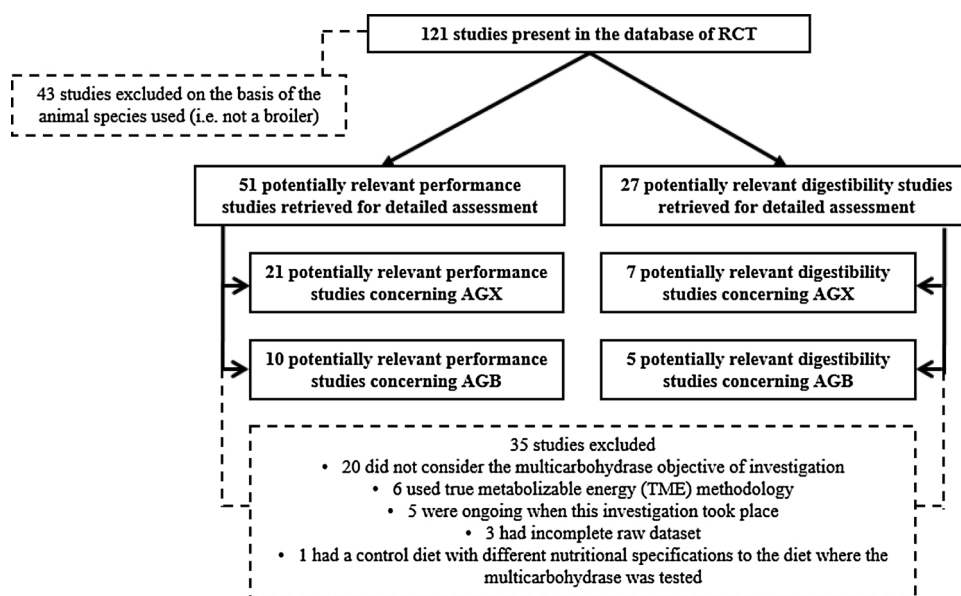 121 studies present in the database of RCT
43 studies excluded on the basis of the
animal species used (i.e. not a broiler)
51 potentially relevant performance
studies retrieved for detailed assessment
27 potentially relevant digestibility studies
retrieved for detailed assessment
21 potentially relevant performance
studies concerning AGX
7 potentially relevant digestibility
studies concerning AGX
10 potentially relevant performance
studies concerning AGB
5 potentially relevant digestibility
studies concerning AGB
35 studies excluded
• 20 did not consider the multicarbohydrase objective of investigation
• 6 used true metabolizable energy (TME) methodology
• 5 were ongoing when this investigation took place
• 3 had incomplete raw dataset
• 1 had a control diet with different nutritional specifications to the diet where the
multicarbohydrase was tested